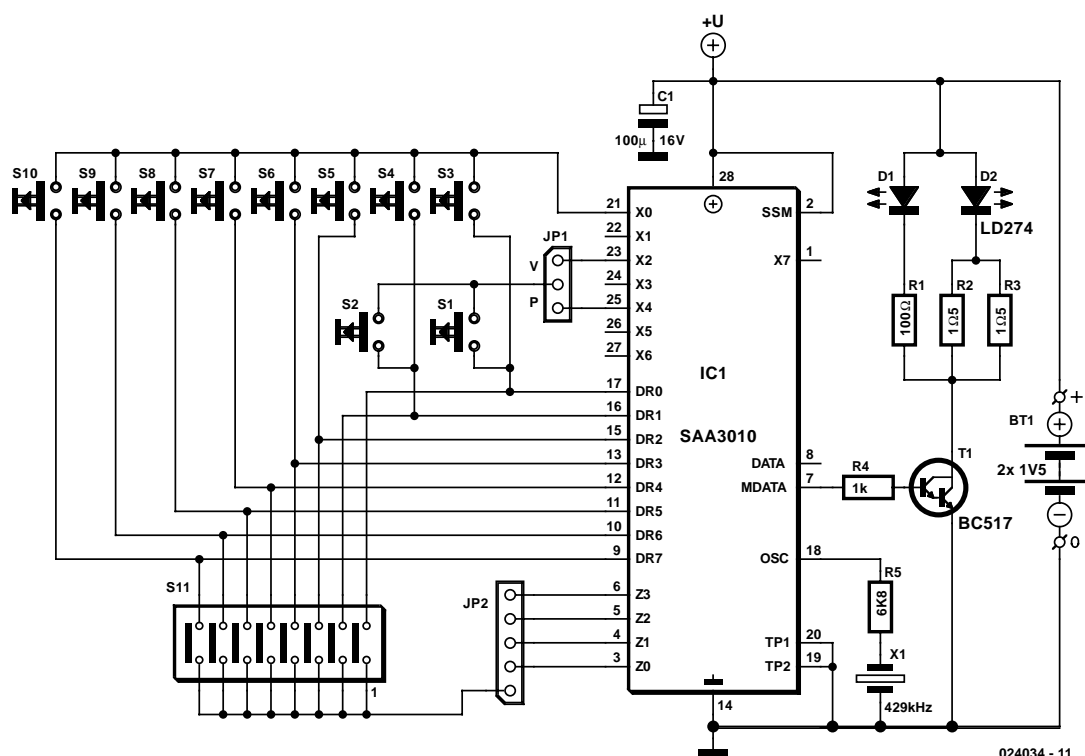 +U
C1
100µ 16V
S10 S9 S8 S7 S6 S5 S4 S3
D1 D2
LD274
28
21 X0
22 X1
23 X2
24 X3
25 X4
26 X5
27 X6
17 DR0
16 DR1
15 DR2
13 DR3
12 DR4
11 DR5
10 DR6
9 DR7
6 Z3
5 Z2
4 Z1
3 Z0
SSM 2
X7 1
IC1
SAA3010
DATA 8
MDATA 7
OSC 18
TP1 20
TP2 19
14
JP1
V
P
S2 S1
R1 R2 R3
100Ω 1Ω5 1Ω5
R4
1k
T1
BC517
BT1
2x 1V5
+
0
R5
6K8
X1
429kHz
S11
1
JP2
024034 - 11